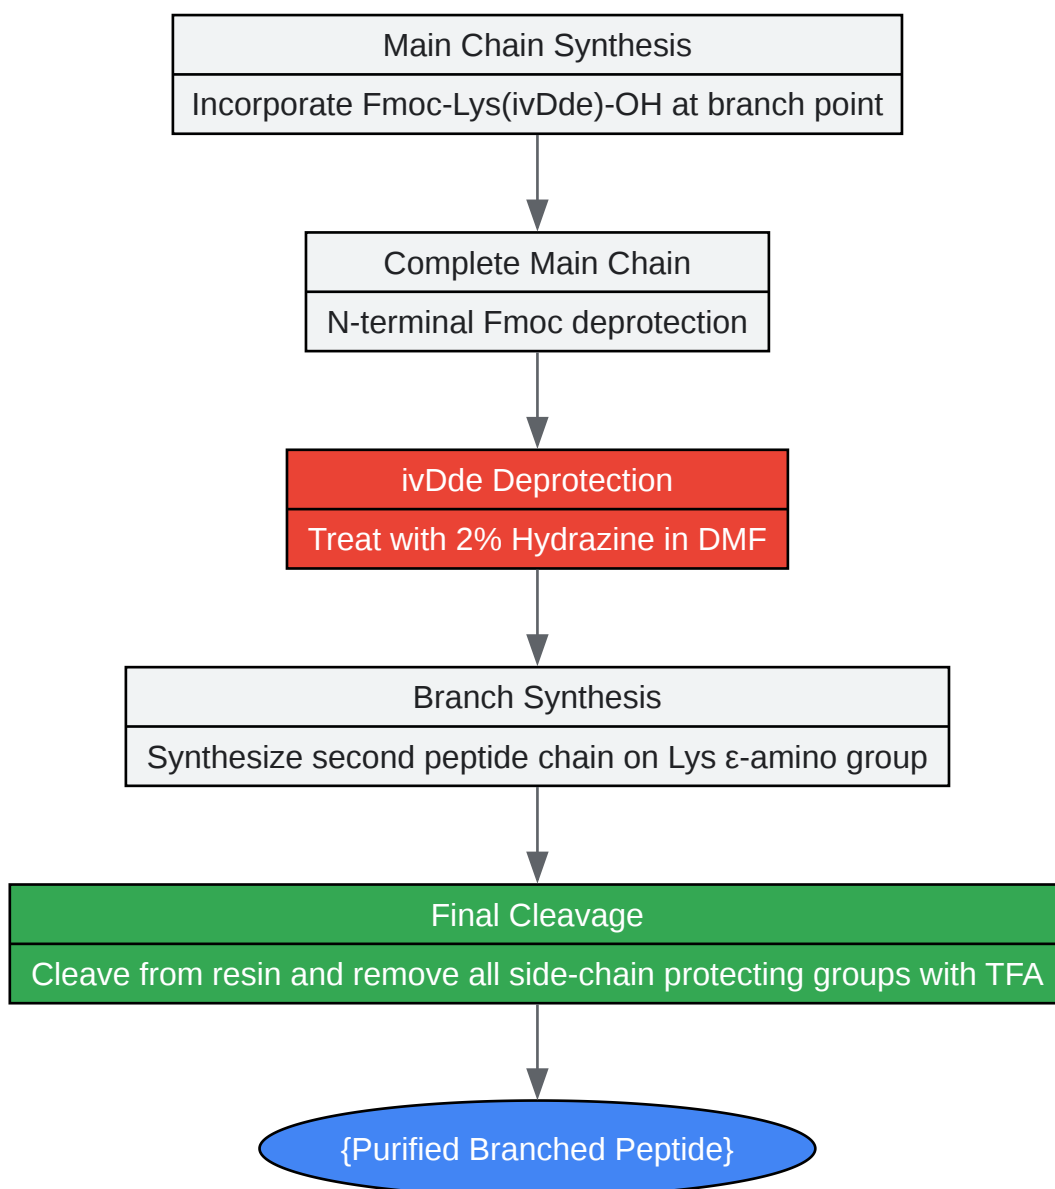 Main Chain Synthesis
Incorporate Fmoc-Lys(ivDde)-OH at branch point
Complete Main Chain
N-terminal Fmoc deprotection
ivDde Deprotection
Treat with 2% Hydrazine in DMF
Branch Synthesis
Synthesize second peptide chain on Lys ε-amino group
Final Cleavage
Cleave from resin and remove all side-chain protecting groups with TFA
{Purified Branched Peptide}